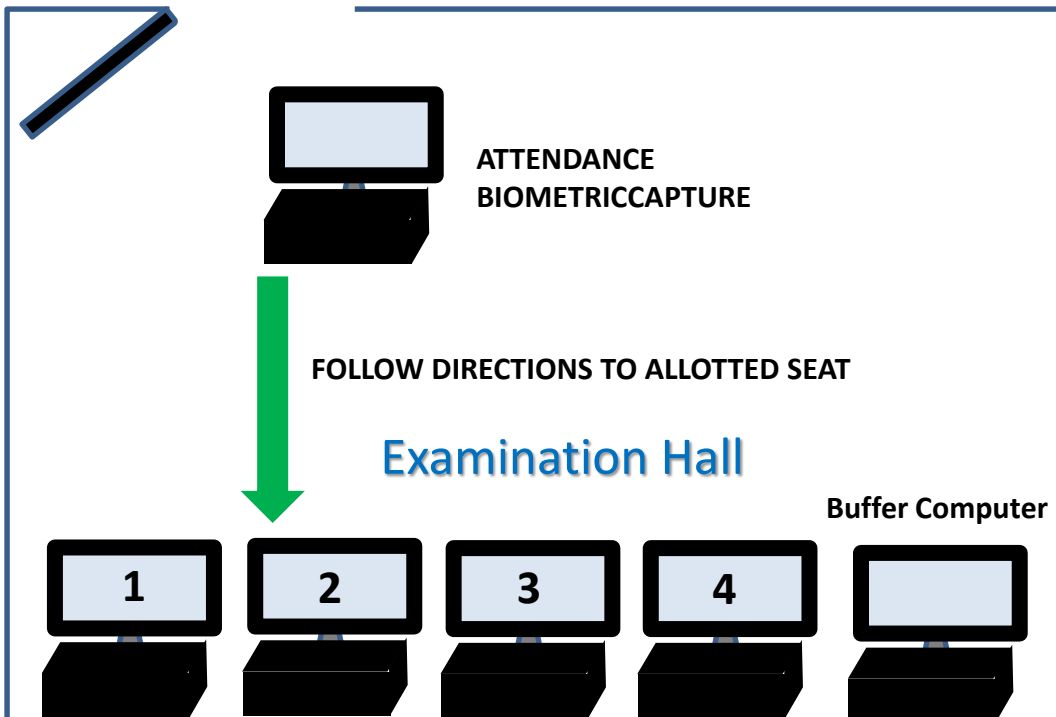 ATTENDANCE
BIOMETRICCAPTURE
FOLLOW DIRECTIONS TO ALLOTTED SEAT
Examination Hall
Buffer Computer
1
2
3
4